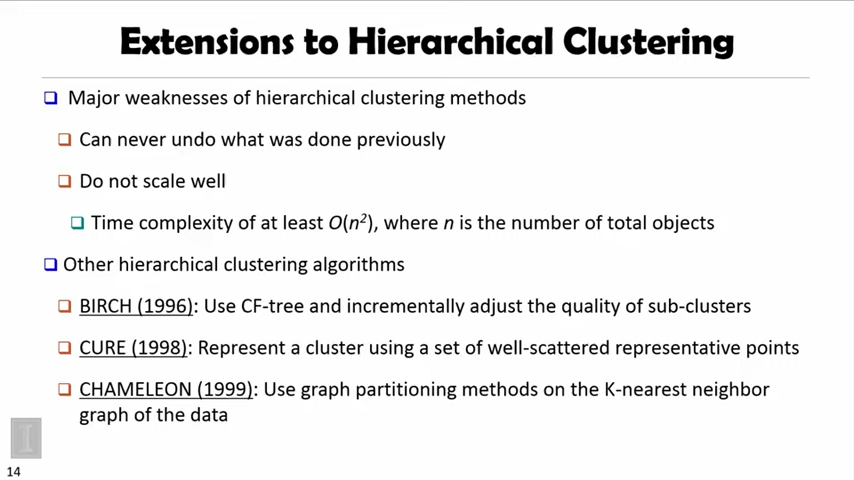 Extensions to Hierarchical Clustering
Major weaknesses of hierarchical clustering methods
Can never undo what was done previously
Do not scale well
Time complexity of at least O(n²), where n is the number of total objects
Other hierarchical clustering algorithms
BIRCH (1996): Use CF-tree and incrementally adjust the quality of sub-clusters
CURE (1998): Represent a cluster using a set of well-scattered representative points
CHAMELEON (1999): Use graph partitioning methods on the K-nearest neighbor
graph of the data
I
14